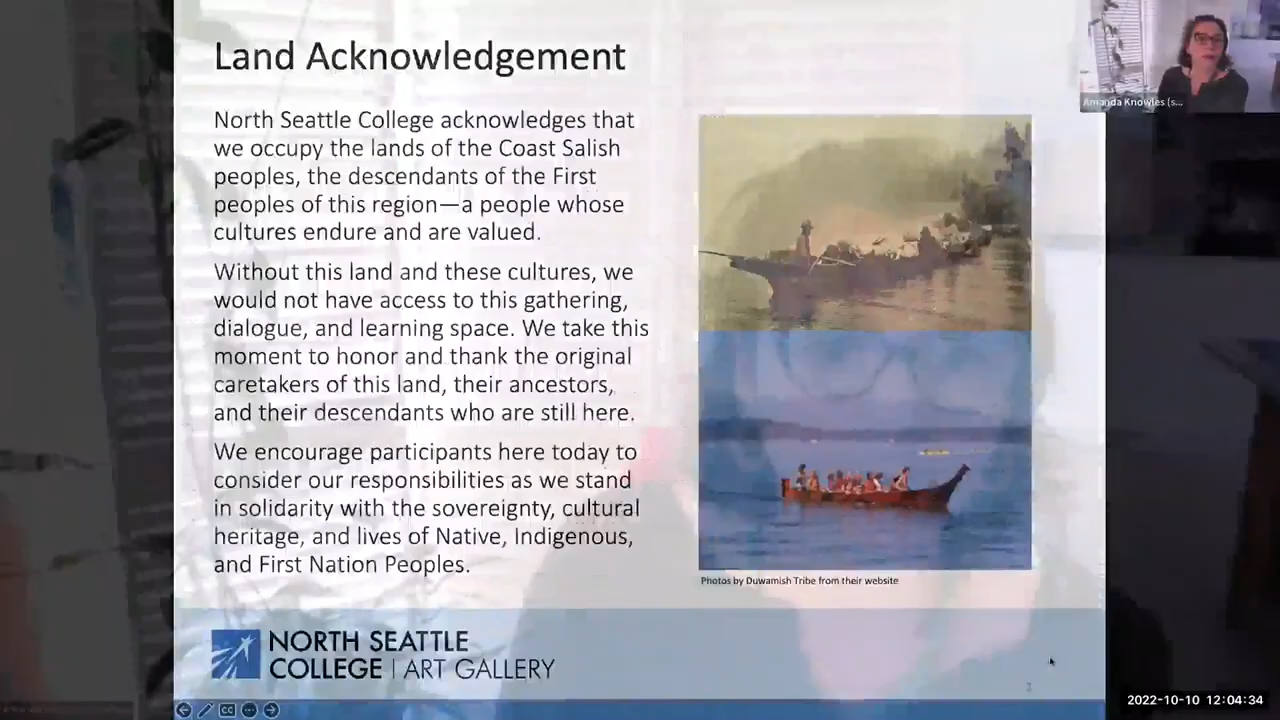 Land Acknowledgement
North Seattle College acknowledges that
we occupy the lands of the Coast Salish
peoples, the descendants of the First
peoples of this region—a people whose
cultures endure and are valued.
Without this land and these cultures, we
would not have access to this gathering,
dialogue, and learning space. We take this
moment to honor and thank the original
caretakers of this land, their ancestors,
and their descendants who are still here.
We encourage participants here today to
consider our responsibilities as we stand
in solidarity with the sovereignty, cultural
heritage, and lives of Native, Indigenous,
and First Nation Peoples.
Photos by Duwamish Tribe from their website
NORTH SEATTLE
COLLEGE | ART GALLERY
2
CC
Amanda Knowles (s...
2022-10-10 12:04:34